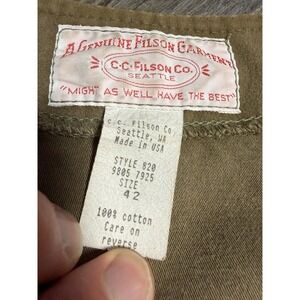 A GENUINE FILSON GARMENT
C·C·FILSON CO.
SEATTLE
"MIGHT AS WELL HAVE THE BEST"
c.c. Filson Co
Seattle, WA
Made in USA
STYLE 820
9805 7925
SIZE
42
100% cotton
Care on
reverse